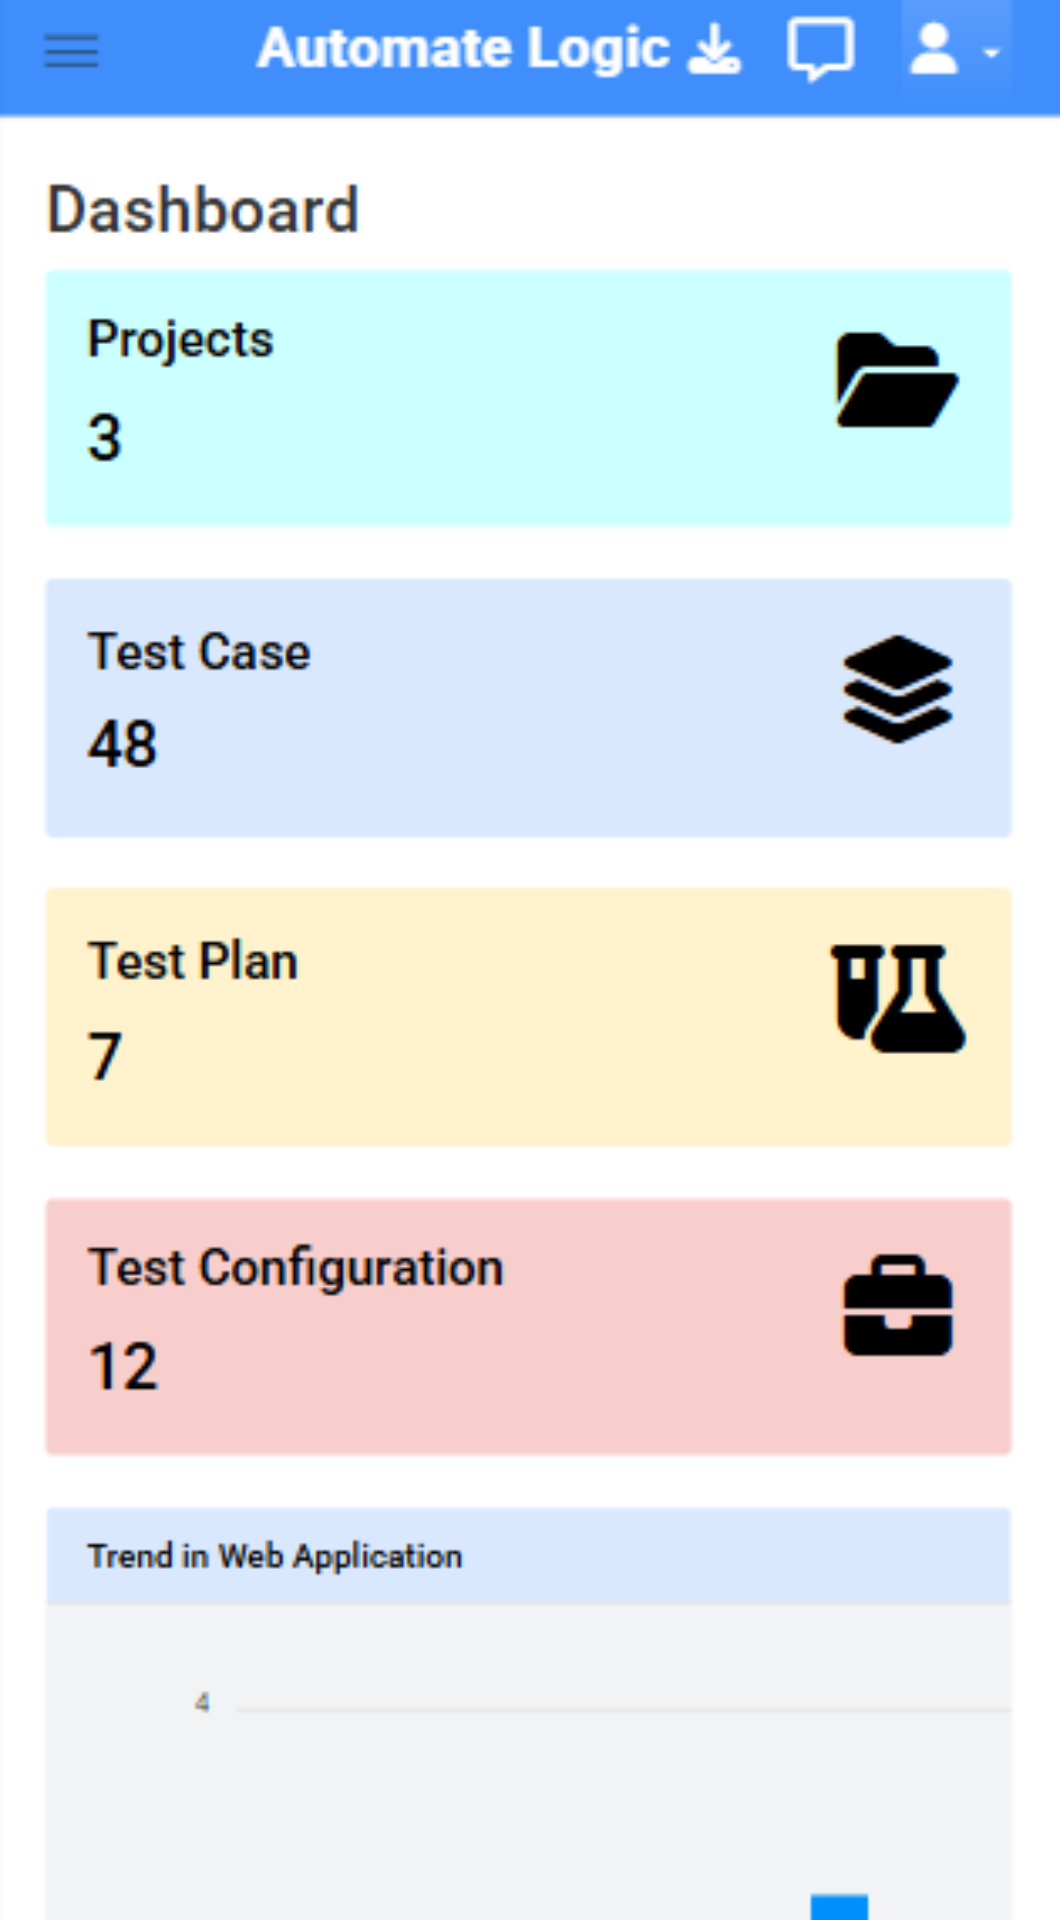 Automate Logic
Dashboard
Projects
3
Test Case
48
Test Plan
7
Test Configuration
12
Trend in Web Application
4